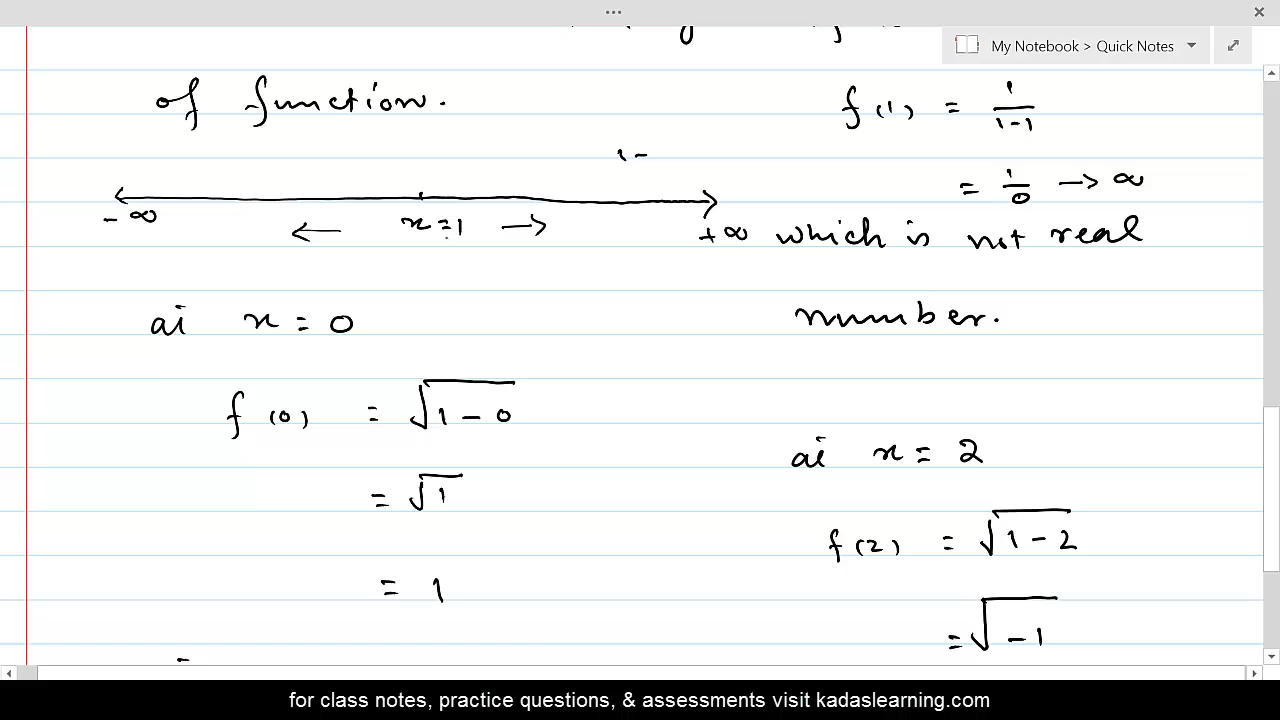 My Notebook > Quick Notes
of function.
1 -
- ∞
← x = 1 →
+ ∞
at x = 0
f (0) = √1 - 0
= √1
= 1
f (1) = 1/(1-1)
= 1/0 → ∞
which is not real
number.
at x = 2
f (2) = √1 - 2
= √-1
for class notes, practice questions, & assessments visit kadaslearning.com